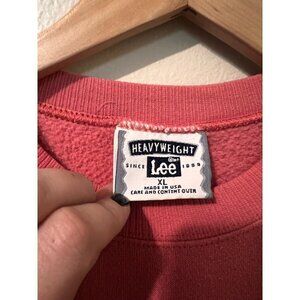 HEAVYWEIGHT
Lee
SINCE 1889
XL
MADE IN USA
CARE AND CONTENT OVER